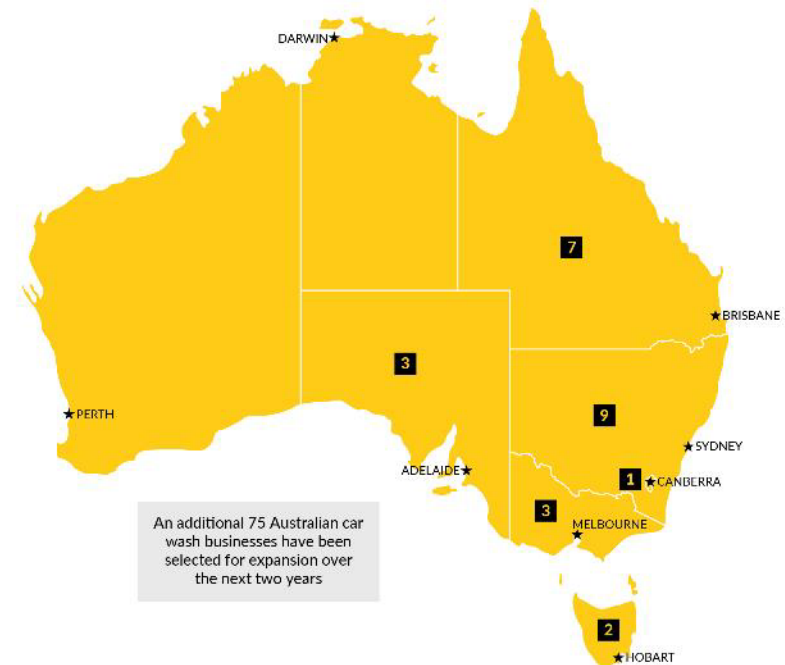 DARWIN
7
BRISBANE
3
9
PERTH
SYDNEY
ADELAIDE
1
CANBERRA
3
MELBOURNE
An additional 75 Australian car
wash businesses have been
selected for expansion over
the next two years
2
HOBART